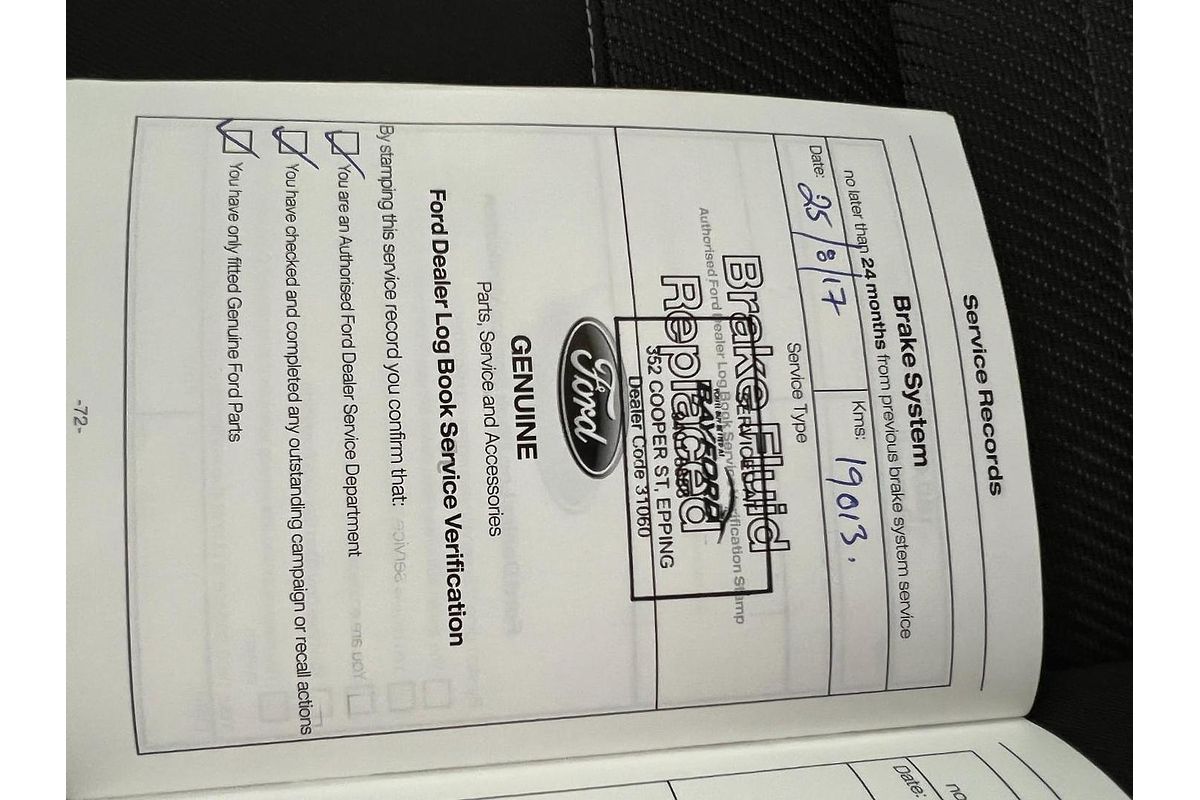 Service Records
Brake System
no later than 24 months from previous brake system service
Date: 25/8/17 Kms: 19013.
Service Type
Brake Fluid
Replaced
Authorised Ford Dealer Log Book Service Verification Stamp
BAYFORD
352 COOPER ST, EPPING
Dealer Code 31060
Ford
GENUINE
Parts, Service and Accessories
Ford Dealer Log Book Service Verification
By stamping this service record you confirm that:
You are an Authorised Ford Dealer Service Department
You have checked and completed any outstanding campaign or recall actions
You have only fitted Genuine Ford Parts
-72-
no
Date: